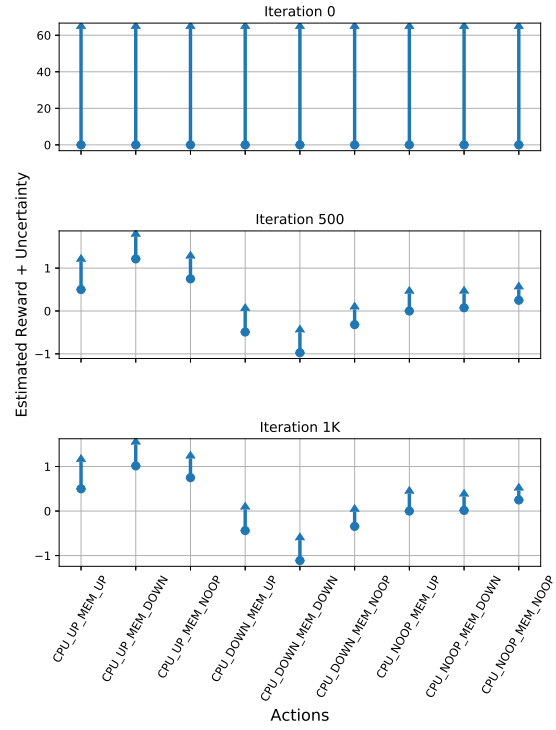 Iteration 0
60
40
20
0
Iteration 500
1
0
−1
Iteration 1K
1
0
−1
Estimated Reward + Uncertainty
CPU_UP_MEM_UP
CPU_UP_MEM_DOWN
CPU_UP_MEM_NOOP
CPU_DOWN_MEM_UP
CPU_DOWN_MEM_DOWN
CPU_DOWN_MEM_NOOP
CPU_NOOP_MEM_UP
CPU_NOOP_MEM_DOWN
CPU_NOOP_MEM_NOOP
Actions